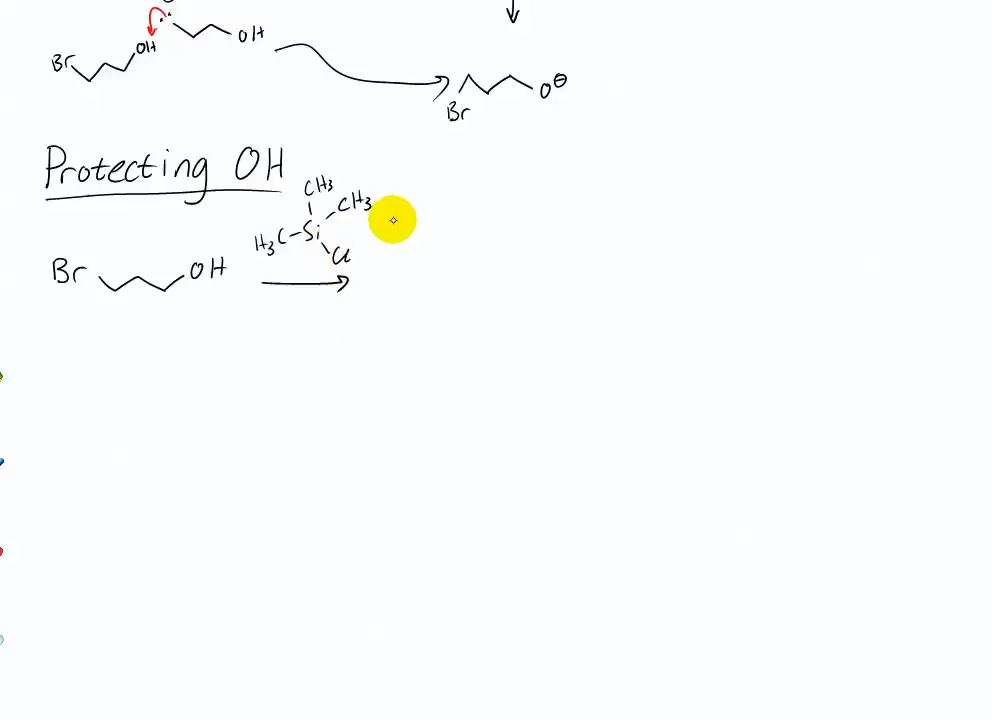 Br OH OH
Br O⊖
Protecting OH
CH3
CH3
H3C-Si
Cl
Br OH